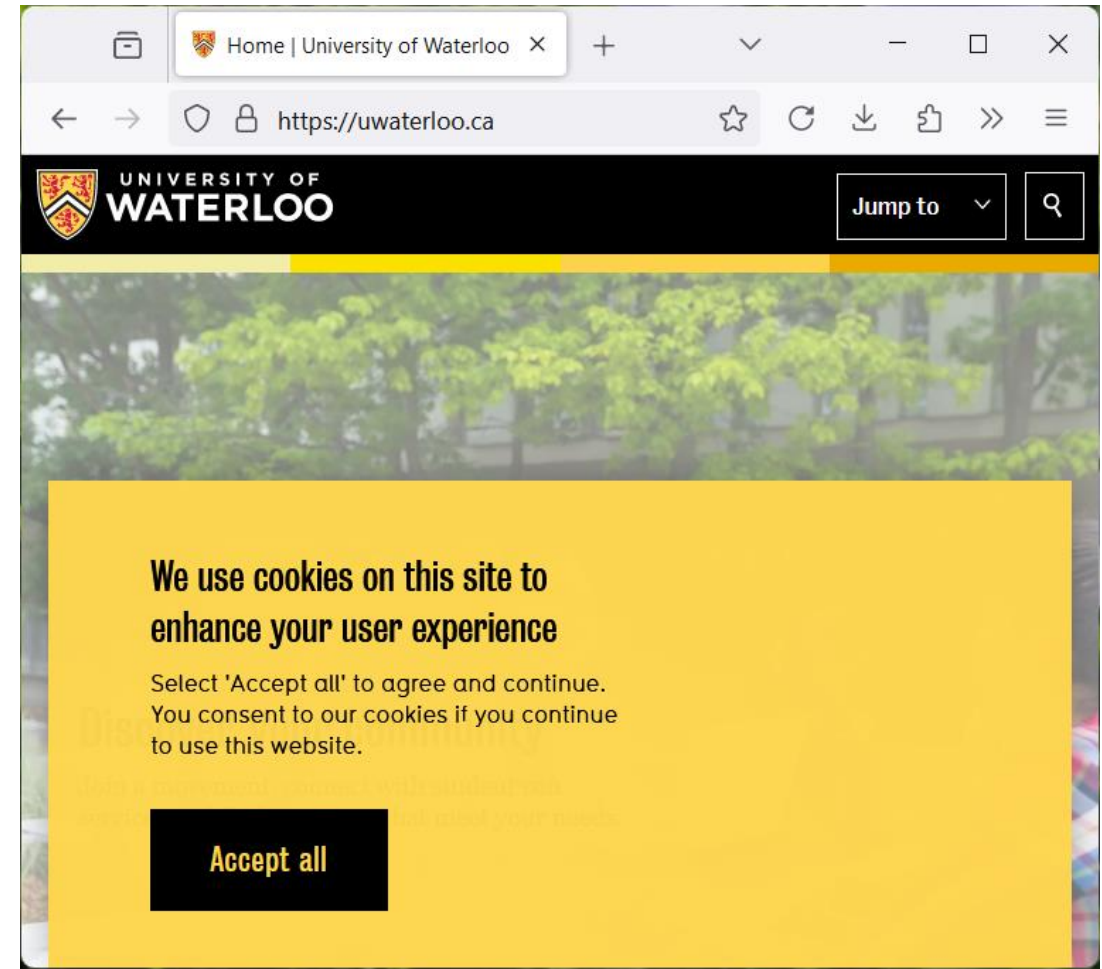 Home | University of Waterloo
https://uwaterloo.ca
UNIVERSITY OF
WATERLOO
Jump to
We use cookies on this site to
enhance your user experience
Select 'Accept all' to agree and continue.
You consent to our cookies if you continue
to use this website.
Accept all